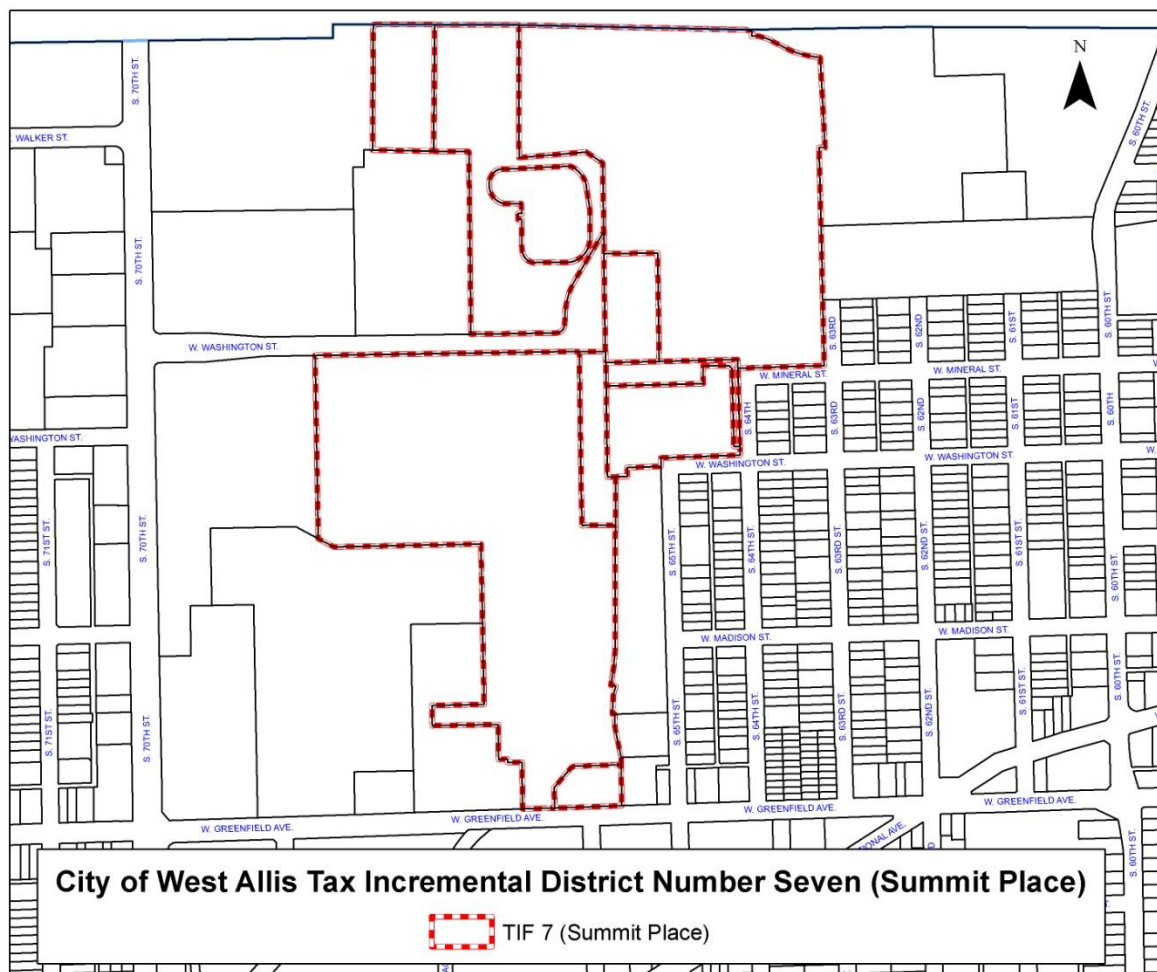 N
S. 70TH ST.
S. 60TH ST.
WALKER ST.
S. 70TH ST.
W. WASHINGTON ST.
S. 63RD
S. 62ND
S. 61ST
S. 60TH ST.
W. MINERAL ST.
W. MINERAL ST.
W.
S. 64TH
S. 63RD
S. 62ND
S. 61ST
S. 60TH
WASHINGTON ST.
W. WASHINGTON ST.
W. WASHINGTON ST.
W.
S. 71ST ST.
S. 70TH ST.
S. 65TH ST.
S. 64TH ST.
S. 63RD ST.
S. 62ND ST.
S. 61ST ST.
S. 60TH ST.
W. MADISON ST.
W. MADISON ST.
S. 71ST ST.
S. 70TH ST.
S. 65TH ST.
S. 64TH ST.
S. 63RD ST.
S. 62ND ST.
S. 61ST ST.
S. 60TH ST.
W. GREENFIELD AVE.
W. GREENFIELD AVE.
W. GREENFIELD AVE.
W. GREENFIELD AVE.
IONAL AVE.
S. 60TH ST.
City of West Allis Tax Incremental District Number Seven (Summit Place)
TIF 7 (Summit Place)